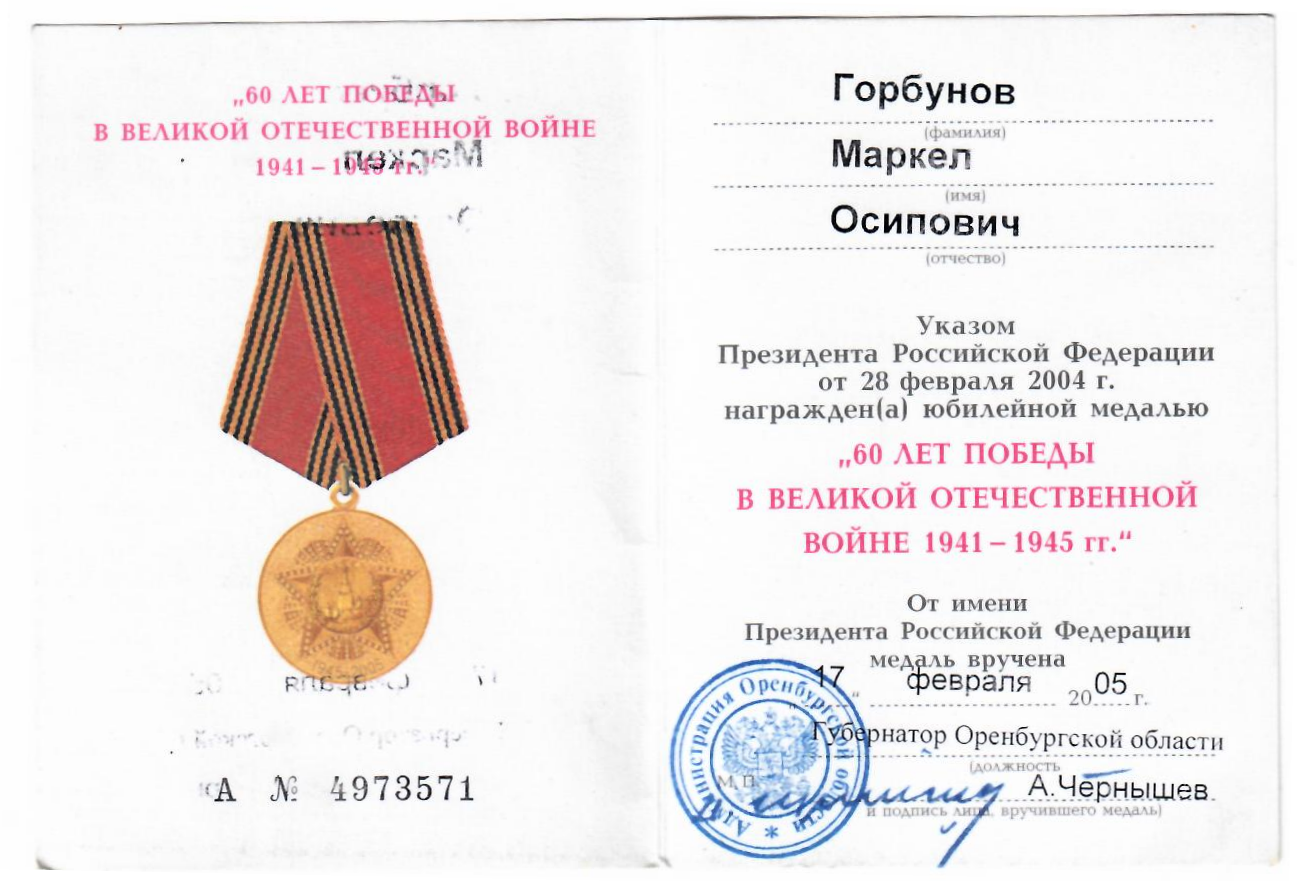 „60 ЛЕТ ПОБЕДЫ
В ВЕЛИКОЙ ОТЕЧЕСТВЕННОЙ ВОЙНЕ
1941 – 1945 гг.“
А № 4973571
Горбунов
(фамилия)
Маркел
(имя)
Осипович
(отчество)
Указом
Президента Российской Федерации
от 28 февраля 2004 г.
награжден(а) юбилейной медалью
„60 ЛЕТ ПОБЕДЫ
В ВЕЛИКОЙ ОТЕЧЕСТВЕННОЙ
ВОЙНЕ 1941 – 1945 гг.“
От имени
Президента Российской Федерации
медаль вручена
„17“ февраля 2005 г.
Губернатор Оренбургской области
(должность
М.П.
А.Чернышев
и подпись лица, вручившего медаль)
Администрация Оренбургской области